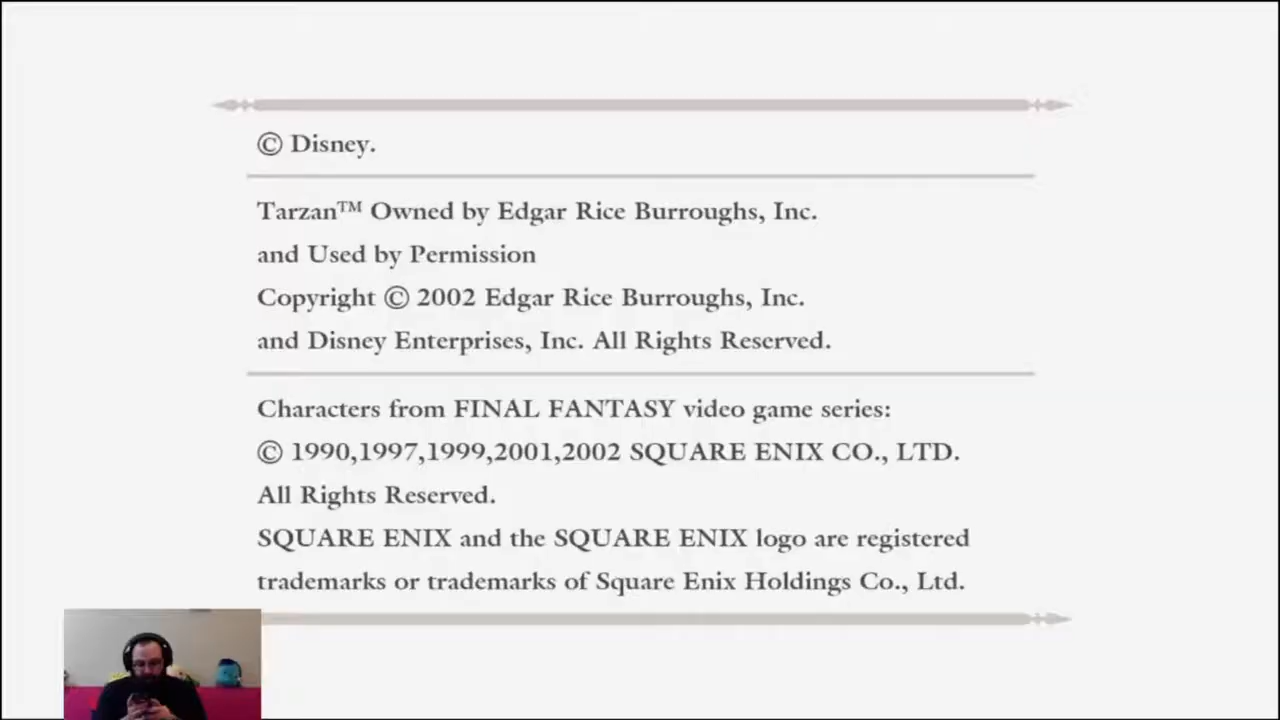 © Disney.
Tarzan™ Owned by Edgar Rice Burroughs, Inc.
and Used by Permission
Copyright © 2002 Edgar Rice Burroughs, Inc.
and Disney Enterprises, Inc. All Rights Reserved.
Characters from FINAL FANTASY video game series:
© 1990,1997,1999,2001,2002 SQUARE ENIX CO., LTD.
All Rights Reserved.
SQUARE ENIX and the SQUARE ENIX logo are registered
trademarks or trademarks of Square Enix Holdings Co., Ltd.